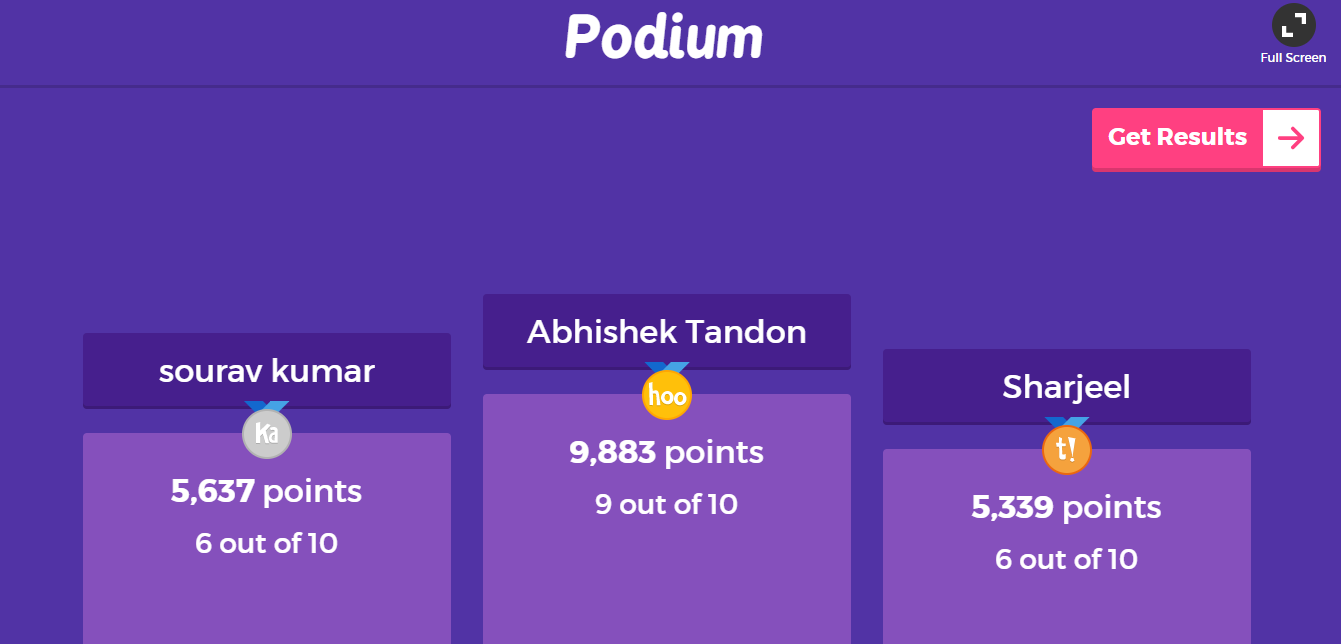 Podium
Full Screen
Get Results
sourav kumar
Ka
5,637 points
6 out of 10
Abhishek Tandon
hoo
9,883 points
9 out of 10
Sharjeel
t!
5,339 points
6 out of 10